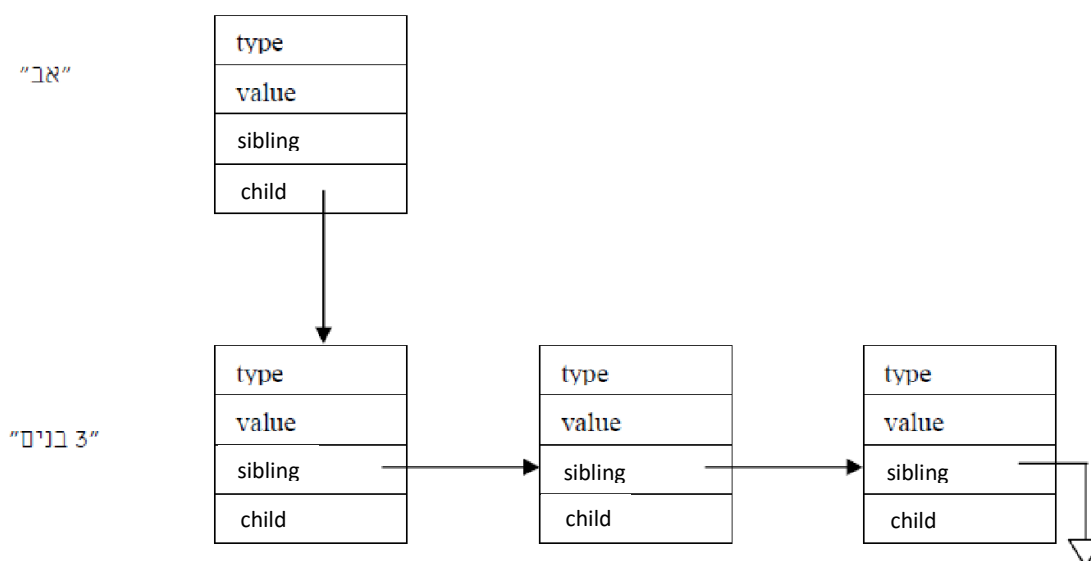 "אב"
type
value
sibling
child
"3 בנים"
type
value
sibling
child
type
value
sibling
child
type
value
sibling
child